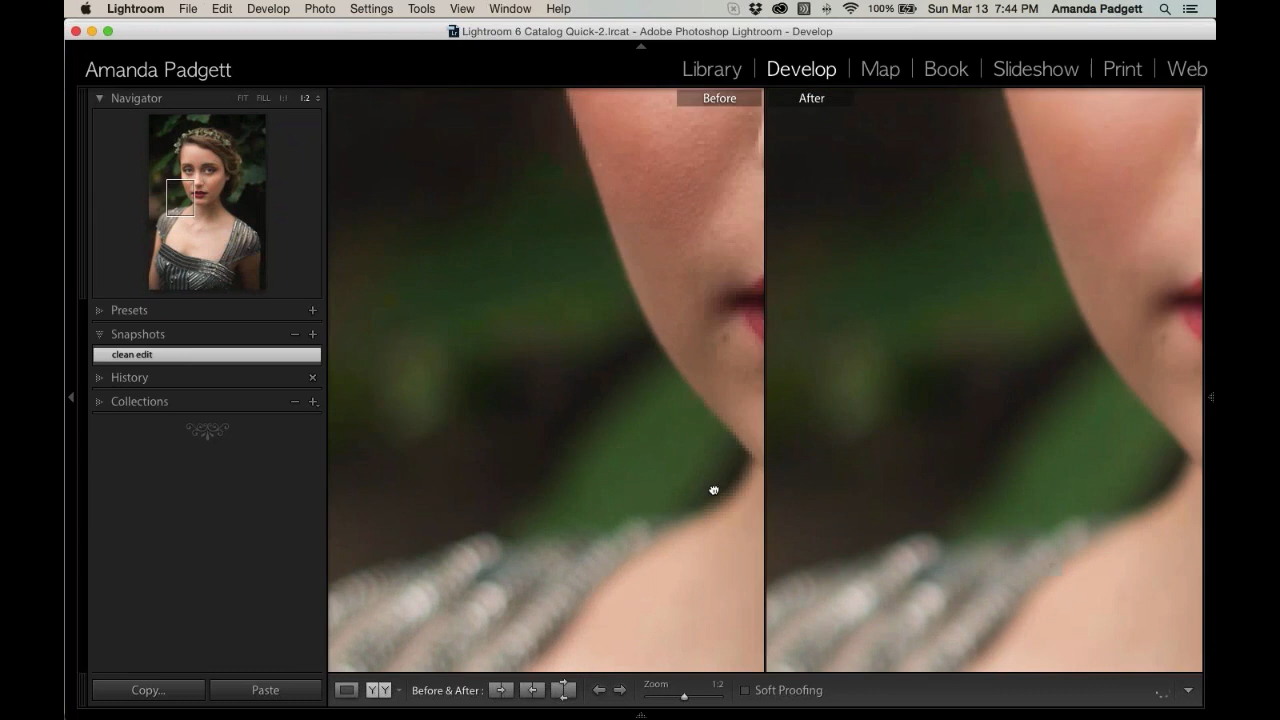 Lightroom File Edit Develop Photo Settings Tools View Window Help 100% Sun Mar 13 7:44 PM Amanda Padgett
Lightroom 6 Catalog Quick-2.lrcat - Adobe Photoshop Lightroom - Develop
Amanda Padgett Library Develop Map Book Slideshow Print Web
Navigator FIT FILL 1:1 1:2
Before After
Presets
Snapshots
clean edit
History
Collections
Copy... Paste YY Before & After : Zoom 1:2 Soft Proofing